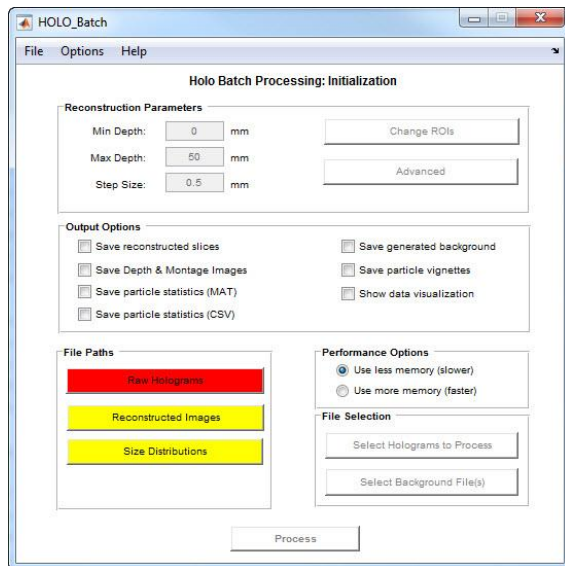 HOLO_Batch
File Options Help
Holo Batch Processing: Initialization
Reconstruction Parameters
Min Depth: 0 mm
Change ROIs
Max Depth: 50 mm
Advanced
Step Size: 0.5 mm
Output Options
Save reconstructed slices
Save generated background
Save Depth & Montage Images
Save particle vignettes
Save particle statistics (MAT)
Show data visualization
Save particle statistics (CSV)
File Paths
Raw Holograms
Reconstructed Images
Size Distributions
Performance Options
Use less memory (slower)
Use more memory (faster)
File Selection
Select Holograms to Process
Select Background File(s)
Process